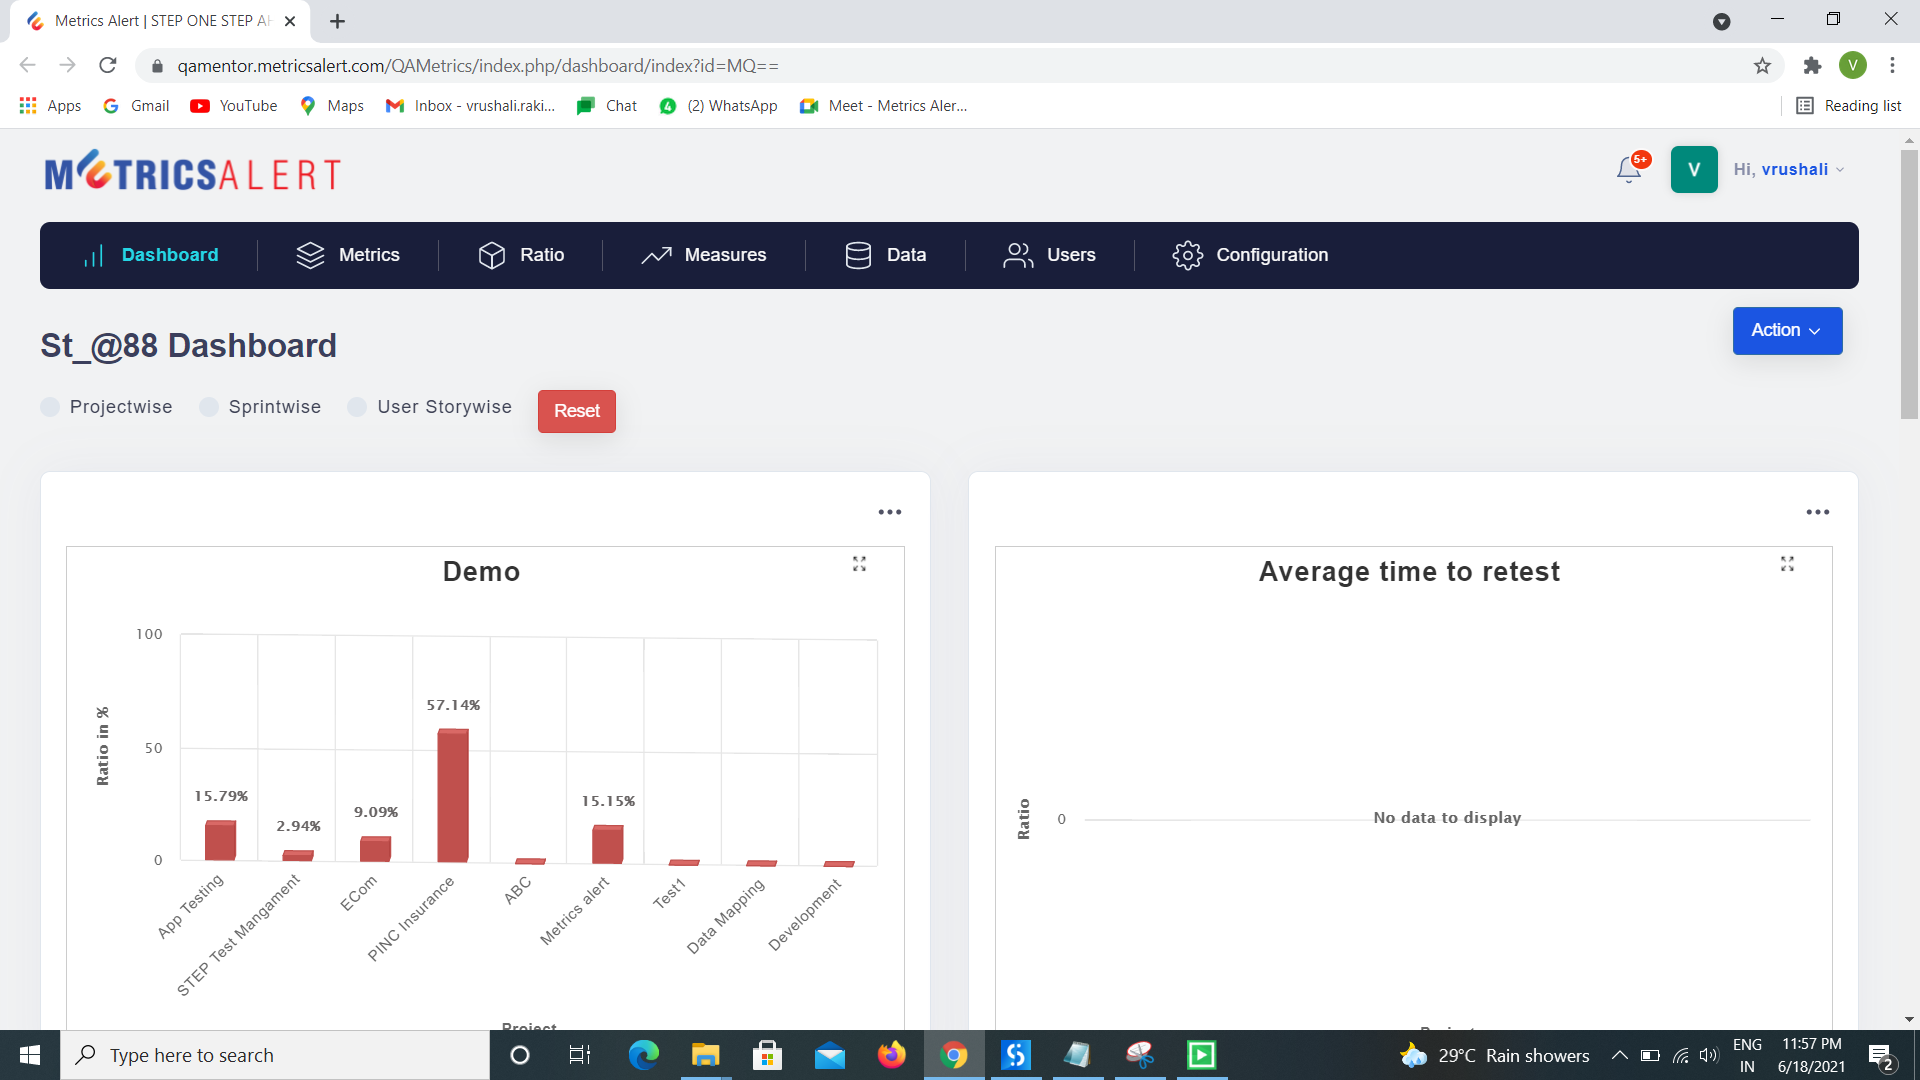 Metrics Alert | STEP ONE STEP AH
qamentor.metricsalert.com/QAMetrics/index.php/dashboard/index?id=MQ==
V
Apps
Gmail
YouTube
Maps
Inbox - vrushali.raki...
Chat
(2) WhatsApp
Meet - Metrics Aler...
Reading list
METRICSALERT
5+
V
Hi, vrushali
Dashboard
Metrics
Ratio
Measures
Data
Users
Configuration
St_@88 Dashboard
Action
Projectwise
Sprintwise
User Storywise
Reset
Demo
Ratio in %
100
50
0
15.79%
2.94%
9.09%
57.14%
15.15%
App Testing
STEP Test Mangament
ECom
PINC Insurance
ABC
Metrics alert
Test1
Data Mapping
Development
Project
Average time to retest
Ratio
0
No data to display
Project
Type here to search
29°C Rain showers
ENG
IN
11:57 PM
6/18/2021
2